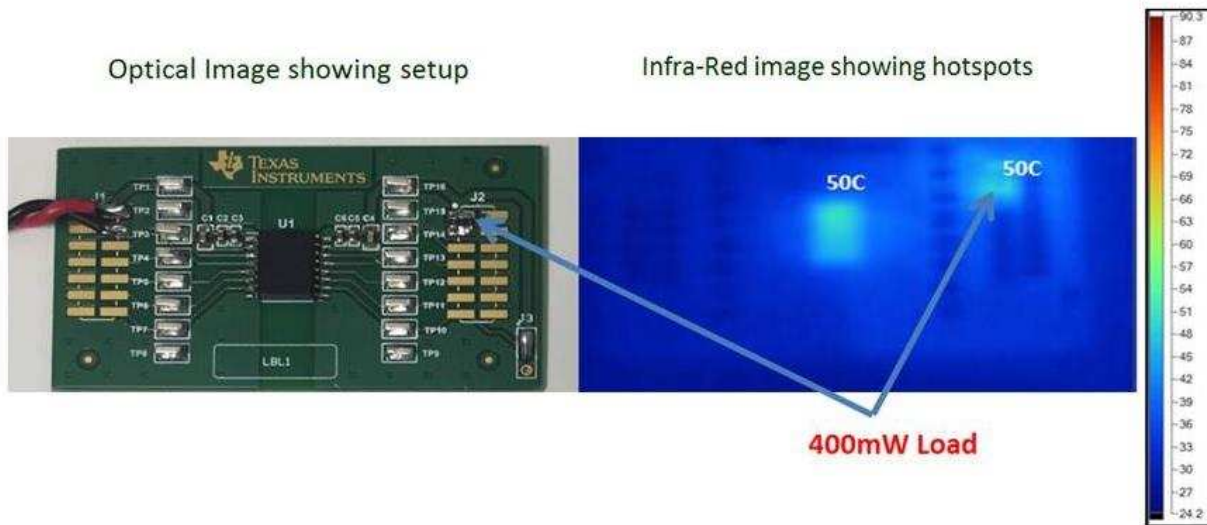 Optical Image showing setup
Infra-Red image showing hotspots
TEXAS
INSTRUMENTS
J1
TP1
TP2
TP3
TP4
TP5
TP6
TP7
TP8
C1 C2 C3
U1
C6 C5 C4
TP16
TP15
TP14
TP13
TP12
TP11
TP10
TP9
J2
J3
LBL1
50C
50C
400mW Load
90.3
87
84
81
78
75
72
69
66
63
60
57
54
51
48
45
42
39
36
33
30
27
24.2